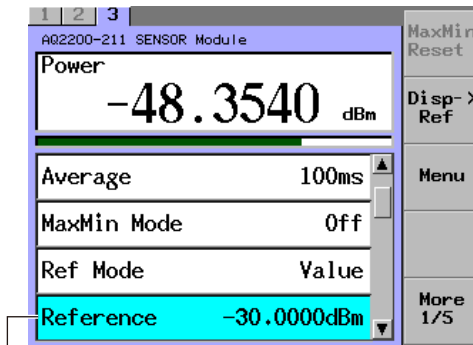 1 2 3
AQ2200-211 SENSOR Module
Power
-48.3540 dBm
Average 100ms
MaxMin Mode Off
Ref Mode Value
Reference -30.0000dBm
MaxMin
Reset
Disp->
Ref
Menu
More
1/5